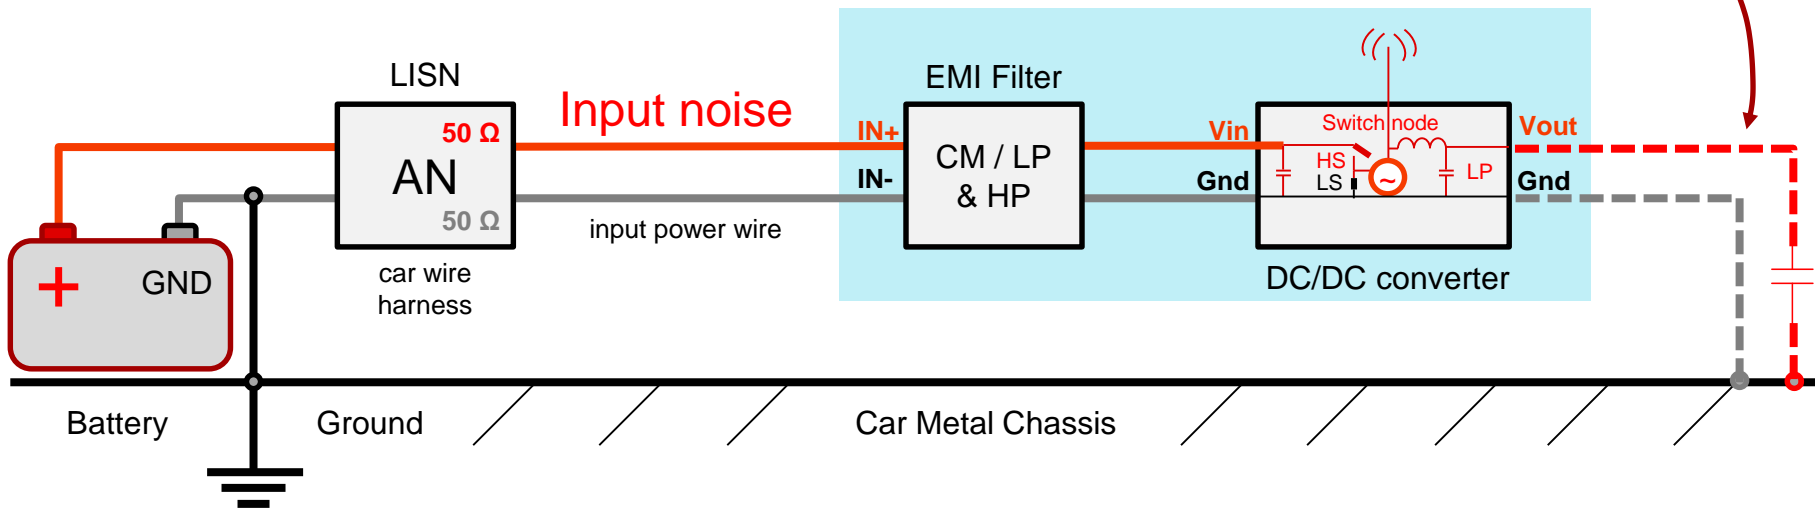 LISN
50 Ω
AN
50 Ω
car wire
harness
Input noise
input power wire
EMI Filter
IN+
IN-
CM / LP
& HP
Vin
Gnd
Switch node
HS
LS
~
LP
Vout
Gnd
DC/DC converter
+
GND
Battery
Ground
Car Metal Chassis